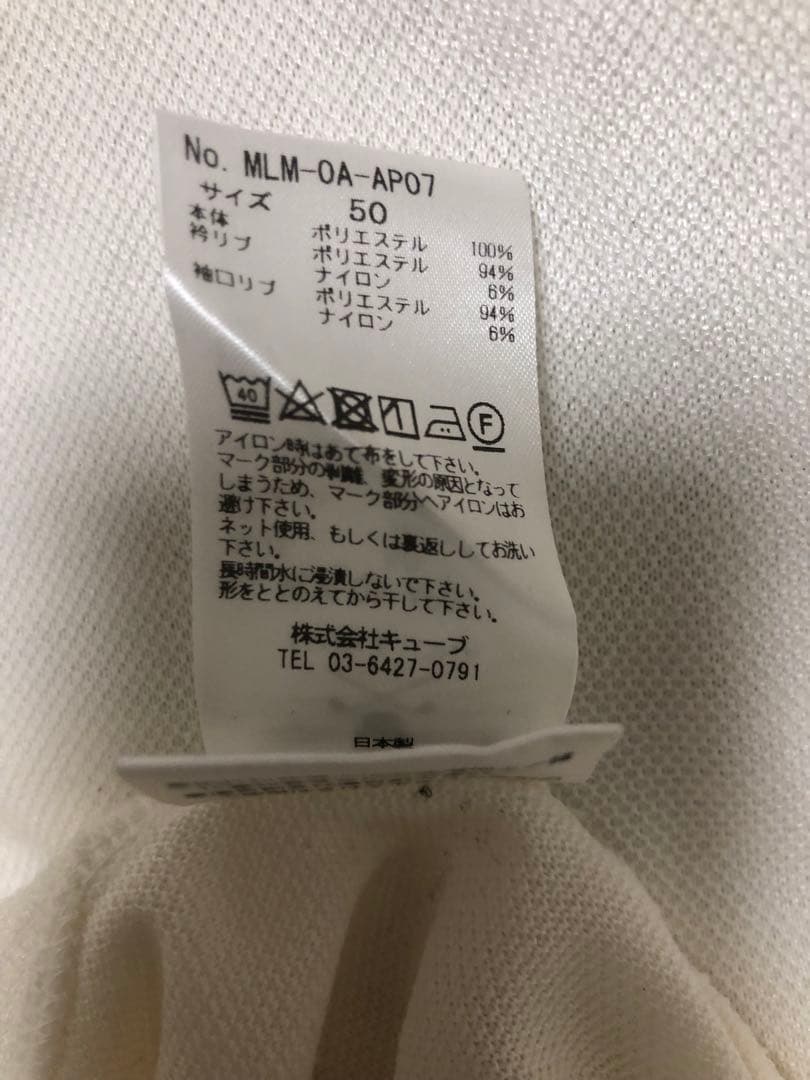 No. MLM-0A-AP07
サイズ 50
本体 ポリエステル 100%
衿リブ ポリエステル 94%
ナイロン 6%
袖口リブ ポリエステル 94%
ナイロン 6%
40
F
アイロン時はあて布をして下さい。
マーク部分の剥離、変形の原因となって
しまうため、マーク部分へアイロンはお
避け下さい。
ネット使用、もしくは裏返ししてお洗い
下さい。
長時間水に浸漬しないで下さい。
形をととのえてから干して下さい。
株式会社キューブ
TEL 03-6427-0791
日本製